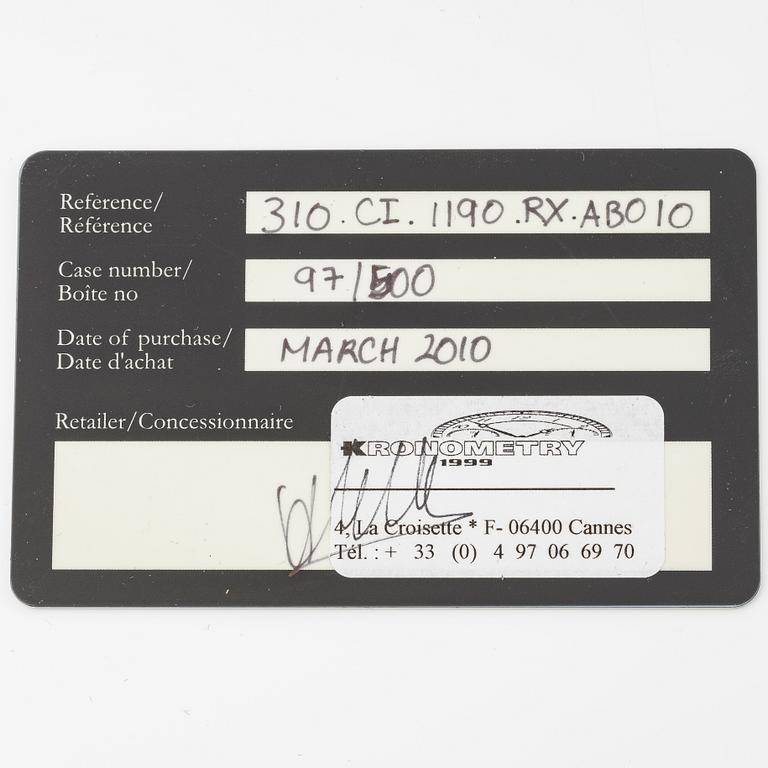 Reference/ 310.CI.1190.RX.AB010
Référence
Case number/ 97/500
Boîte no
Date of purchase/ MARCH 2010
Date d'achat
Retailer/Concessionnaire
KRONOMETRY
1999
4, La Croisette * F- 06400 Cannes
Tél. : + 33 (0) 4 97 06 69 70